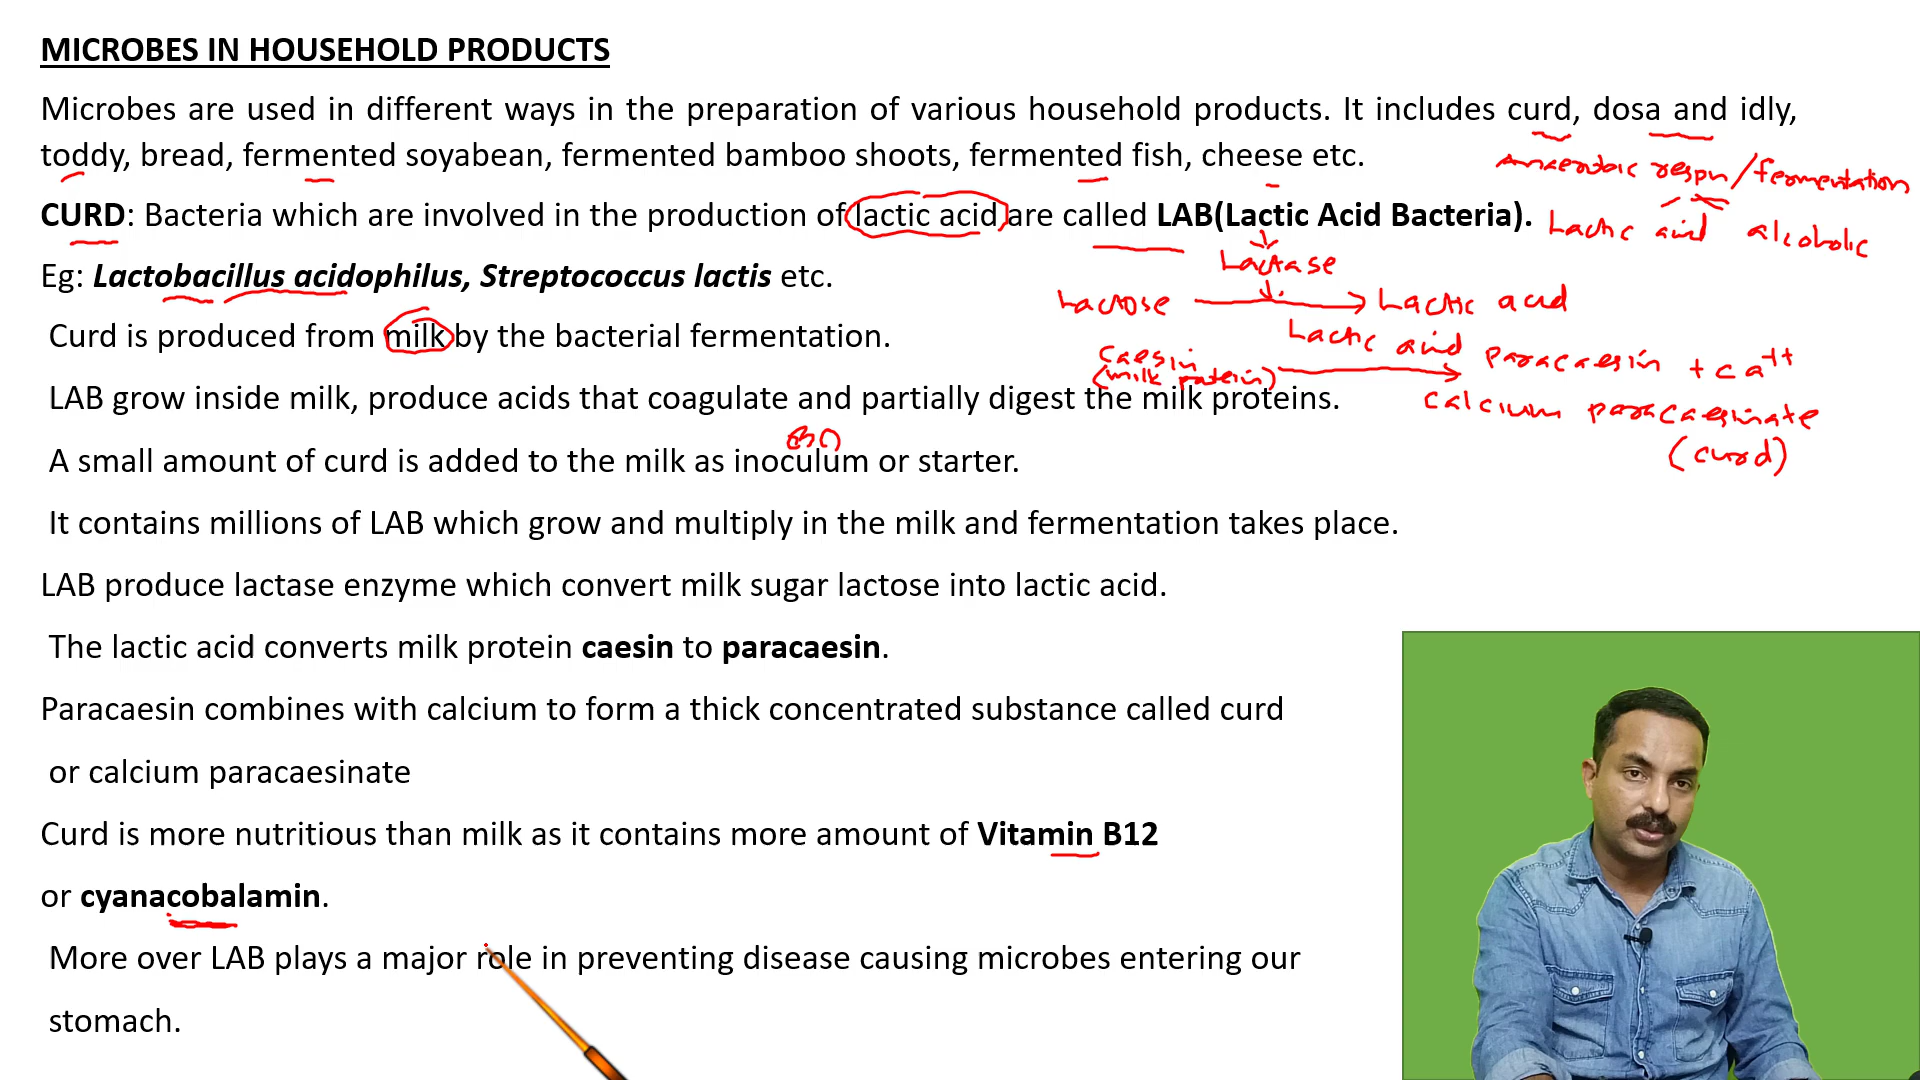 MICROBES IN HOUSEHOLD PRODUCTS
Microbes are used in different ways in the preparation of various household products. It includes curd, dosa and idly,
toddy, bread, fermented soyabean, fermented bamboo shoots, fermented fish, cheese etc.
Anaerobic respn/fermentation
CURD: Bacteria which are involved in the production of lactic acid are called LAB(Lactic Acid Bacteria).
Lactic acid alcoholic
Lactase
Eg: Lactobacillus acidophilus, Streptococcus lactis etc.
Lactose → Lactic acid
Curd is produced from milk by the bacterial fermentation.
Lactic acid
Caesin → paracaesin + ca++
(milk protein)
LAB grow inside milk, produce acids that coagulate and partially digest the milk proteins.
calcium paracaesinate
(curd)
A small amount of curd is added to the milk as inoculum or starter.
It contains millions of LAB which grow and multiply in the milk and fermentation takes place.
LAB produce lactase enzyme which convert milk sugar lactose into lactic acid.
The lactic acid converts milk protein caesin to paracaesin.
Paracaesin combines with calcium to form a thick concentrated substance called curd
or calcium paracaesinate
Curd is more nutritious than milk as it contains more amount of Vitamin B12
or cyanacobalamin.
More over LAB plays a major role in preventing disease causing microbes entering our
stomach.